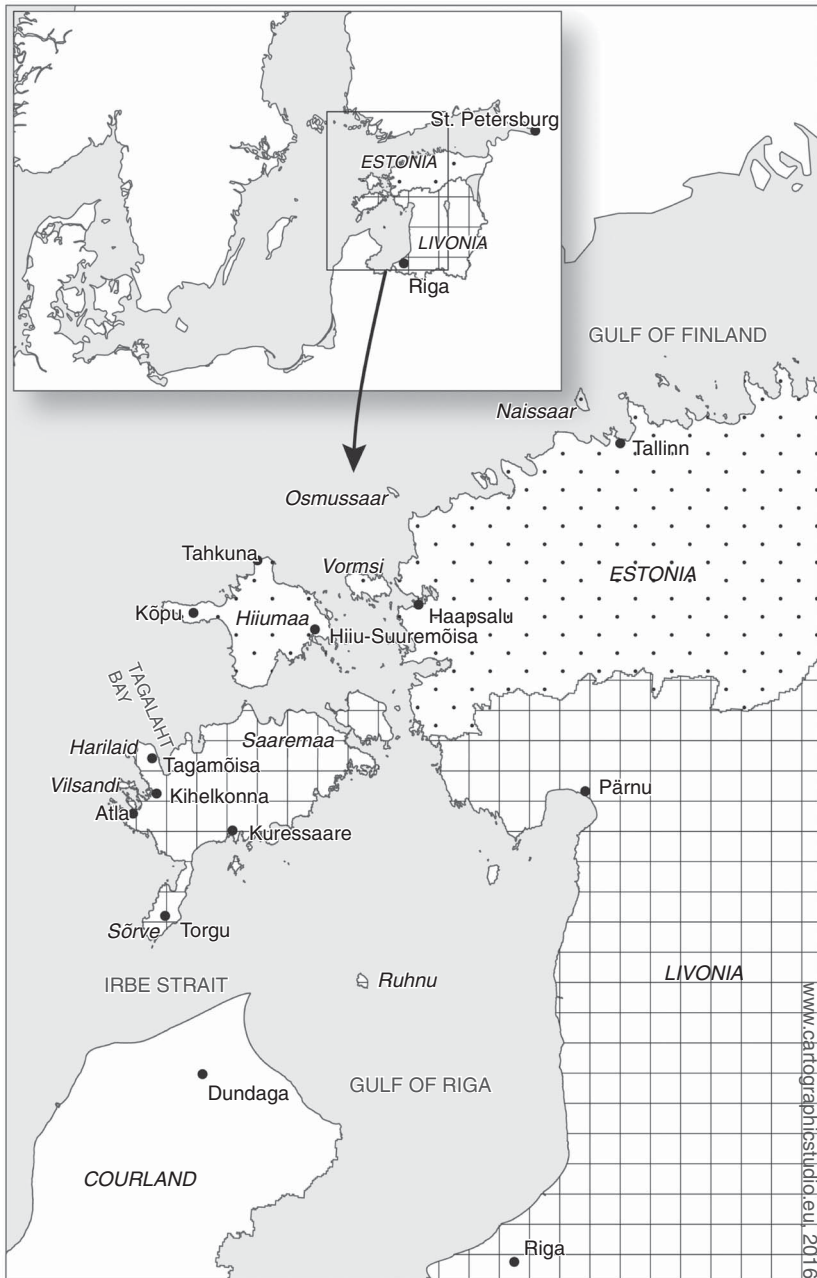 St. Petersburg
ESTONIA
LIVONIA
Riga
GULF OF FINLAND
Naissaar
Tallinn
Osmussaar
Tahkuna
Vormsi
ESTONIA
Kõpu
Hiiumaa
Haapsalu
Hiiu-Suuremõisa
TAGALAHT
BAY
Saaremaa
Harilaid
Tagamõisa
Vilsandi
Kihelkonna
Pärnu
Atla
Kuressaare
Sõrve
Torgu
IRBE STRAIT
Ruhnu
LIVONIA
Dundaga
GULF OF RIGA
COURLAND
Riga
www.cartographicstudio.eu, 2016